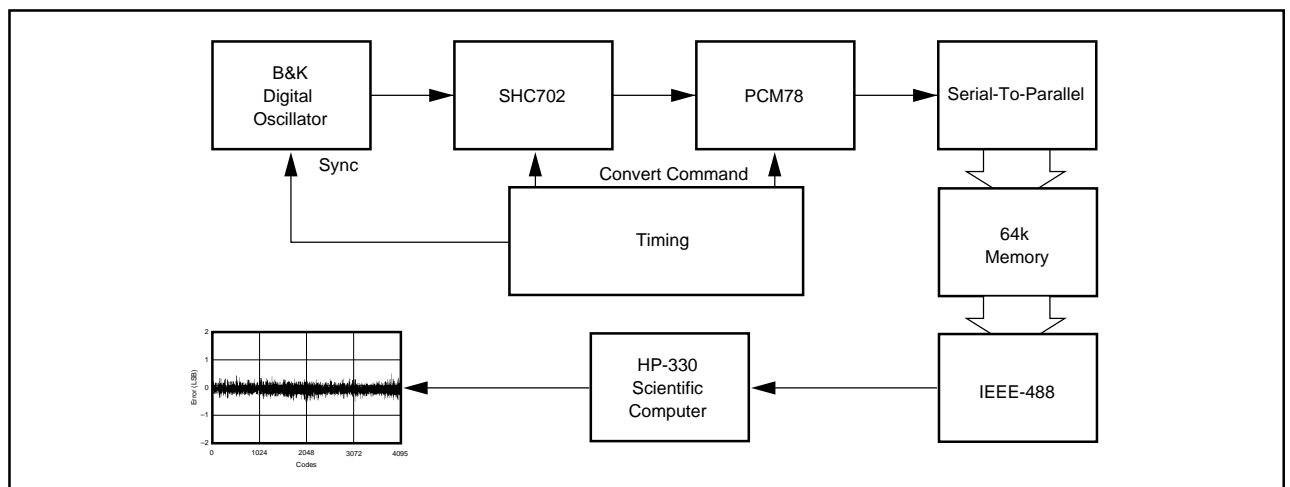 B&K
Digital
Oscillator
SHC702
PCM78
Serial-To-Parallel
Sync
Convert Command
Timing
64k
Memory
2
1
0
–1
–2
Error (LSB)
0
1024
2048
3072
4095
Codes
HP-330
Scientific
Computer
IEEE-488